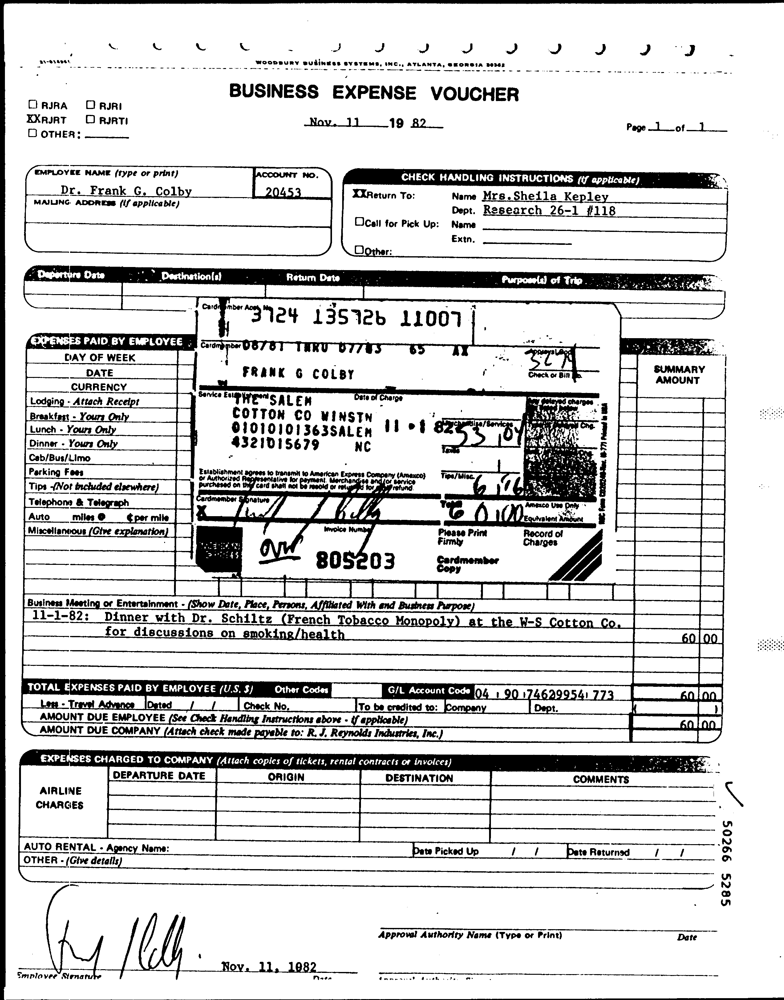 WOODBURY BUSINESS SYSTEMS, INC., ATLANTA, GEORGIA
BUSINESS EXPENSE VOUCHER
☐ RJRA ☐ RJRI
XXRJRT ☐ RJRTI
☐ OTHER:
Nov. 11 19 82
Page 1 of 1
EMPLOYEE NAME (type or print)
ACCOUNT NO.
Dr. Frank G. Colby
20453
MAILING ADDRESS (if applicable)
CHECK HANDLING INSTRUCTIONS (if applicable)
XXReturn To: Name Mrs.Sheila Kepley
Dept. Research 26-1 #118
☐Call for Pick Up: Name
Extn.
☐Other:
Departure Date Destination(s) Return Date Purpose(s) of Trip
3724 135726 11007
08/81 THRU 07/83 65 AX
FRANK G COLBY
Check or Bill
Service Establishment
Date of Charge
THE SALEM
COTTON CO WINSTN
01010101363SALEM
4321015679 NC
11 • 1 82
Merchandise/Services
53 04
Taxes
Establishment agrees to transmit to American Express Company (Amexco)
or Authorized Representative for payment. Merchandise and/or service
purchased on this card shall not be resold or returned for cash refund
Tips/Misc.
6 96
Cardmember Signature
X
Total
60 00
Amexco Use Only
Equivalent Amount
Invoice Number
805203
Please Print
Firmly
Record of
Charges
Cardmember
Copy
EXPENSES PAID BY EMPLOYEE
DAY OF WEEK
DATE
CURRENCY
SUMMARY
AMOUNT
Lodging - Attach Receipt
Breakfast - Yours Only
Lunch - Yours Only
Dinner - Yours Only
Cab/Bus/Limo
Parking Fees
Tips -(Not included elsewhere)
Telephone & Telegraph
Auto miles @ ¢ per mile
Miscellaneous (Give explanation)
Business Meeting or Entertainment - (Show Date, Place, Persons, Affiliated With and Business Purpose)
11-1-82: Dinner with Dr. Schiltz (French Tobacco Monopoly) at the W-S Cotton Co.
for discussions on smoking/health 60 00
TOTAL EXPENSES PAID BY EMPLOYEE (U.S. $) Other Codes G/L Account Code 04 90 1746299541 773 60 00
Less - Travel Advance Dated / / Check No. To be credited to: Company Dept. ( )
AMOUNT DUE EMPLOYEE (See Check Handling Instructions above - if applicable) 60 00
AMOUNT DUE COMPANY (Attach check made payable to: R. J. Reynolds Industries, Inc.)
EXPENSES CHARGED TO COMPANY (Attach copies of tickets, rental contracts or invoices)
AIRLINE
CHARGES
DEPARTURE DATE ORIGIN DESTINATION COMMENTS
AUTO RENTAL - Agency Name: Date Picked Up / / Date Returned / /
OTHER - (Give details)
50266 5285
Approval Authority Name (Type or Print) Date
Nov. 11, 1982
Employee Signature Date